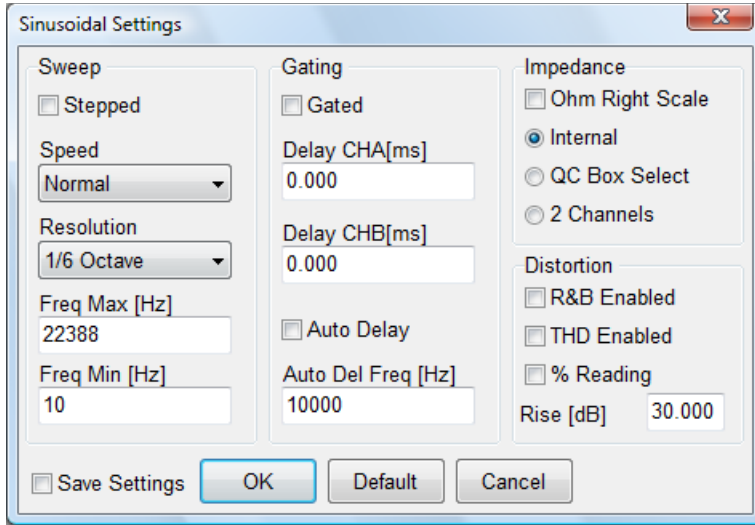 Sinusoidal Settings
Sweep
Stepped
Speed
Normal
Resolution
1/6 Octave
Freq Max [Hz]
22388
Freq Min [Hz]
10
Gating
Gated
Delay CHA[ms]
0.000
Delay CHB[ms]
0.000
Auto Delay
Auto Del Freq [Hz]
10000
Impedance
Ohm Right Scale
Internal
QC Box Select
2 Channels
Distortion
R&B Enabled
THD Enabled
% Reading
Rise [dB] 30.000
Save Settings OK Default Cancel